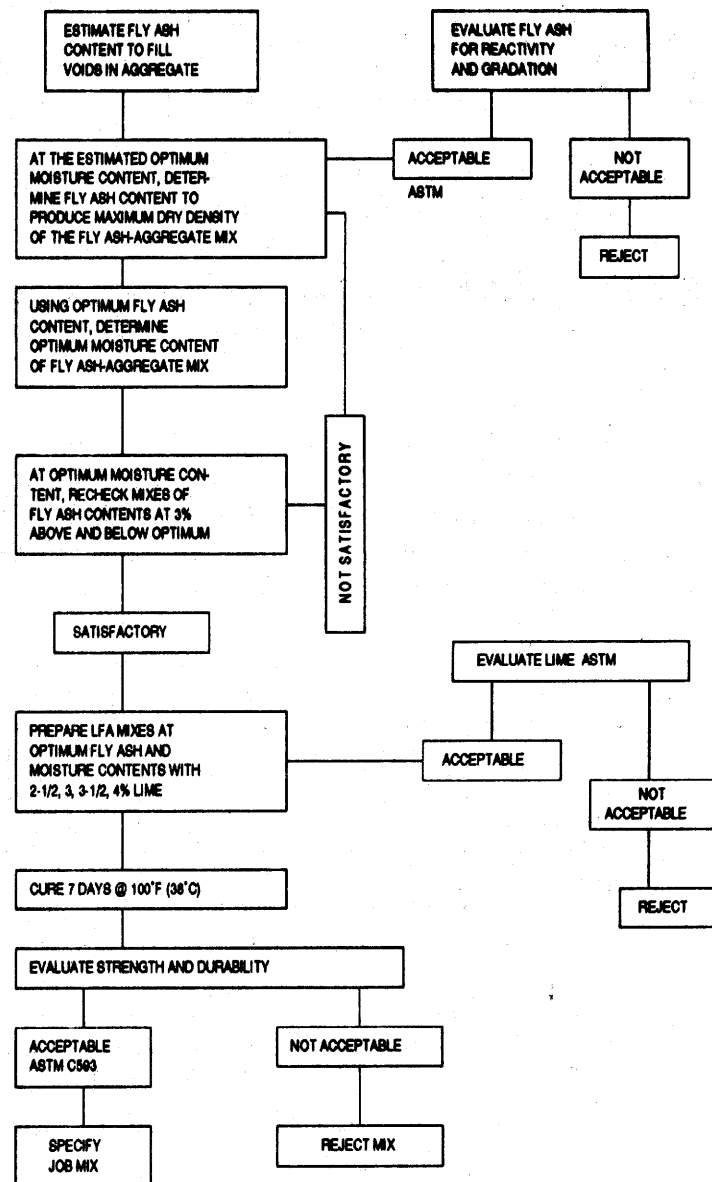 ESTIMATE FLY ASH
CONTENT TO FILL
VOIDS IN AGGREGATE
EVALUATE FLY ASH
FOR REACTIVITY
AND GRADATION
AT THE ESTIMATED OPTIMUM
MOISTURE CONTENT, DETER-
MINE FLY ASH CONTENT TO
PRODUCE MAXIMUM DRY DENSITY
OF THE FLY ASH-AGGREGATE MIX
ACCEPTABLE
ASTM
NOT
ACCEPTABLE
REJECT
USING OPTIMUM FLY ASH
CONTENT, DETERMINE
OPTIMUM MOISTURE CONTENT
OF FLY ASH-AGGREGATE MIX
AT OPTIMUM MOISTURE CON-
TENT, RECHECK MIXES OF
FLY ASH CONTENTS AT 3%
ABOVE AND BELOW OPTIMUM
NOT SATISFACTORY
SATISFACTORY
EVALUATE LIME ASTM
PREPARE LFA MIXES AT
OPTIMUM FLY ASH AND
MOISTURE CONTENTS WITH
2-1/2, 3, 3-1/2, 4% LIME
ACCEPTABLE
NOT
ACCEPTABLE
REJECT
CURE 7 DAYS @ 100°F (38°C)
EVALUATE STRENGTH AND DURABILITY
ACCEPTABLE
ASTM C593
NOT ACCEPTABLE
SPECIFY
JOB MIX
REJECT MIX